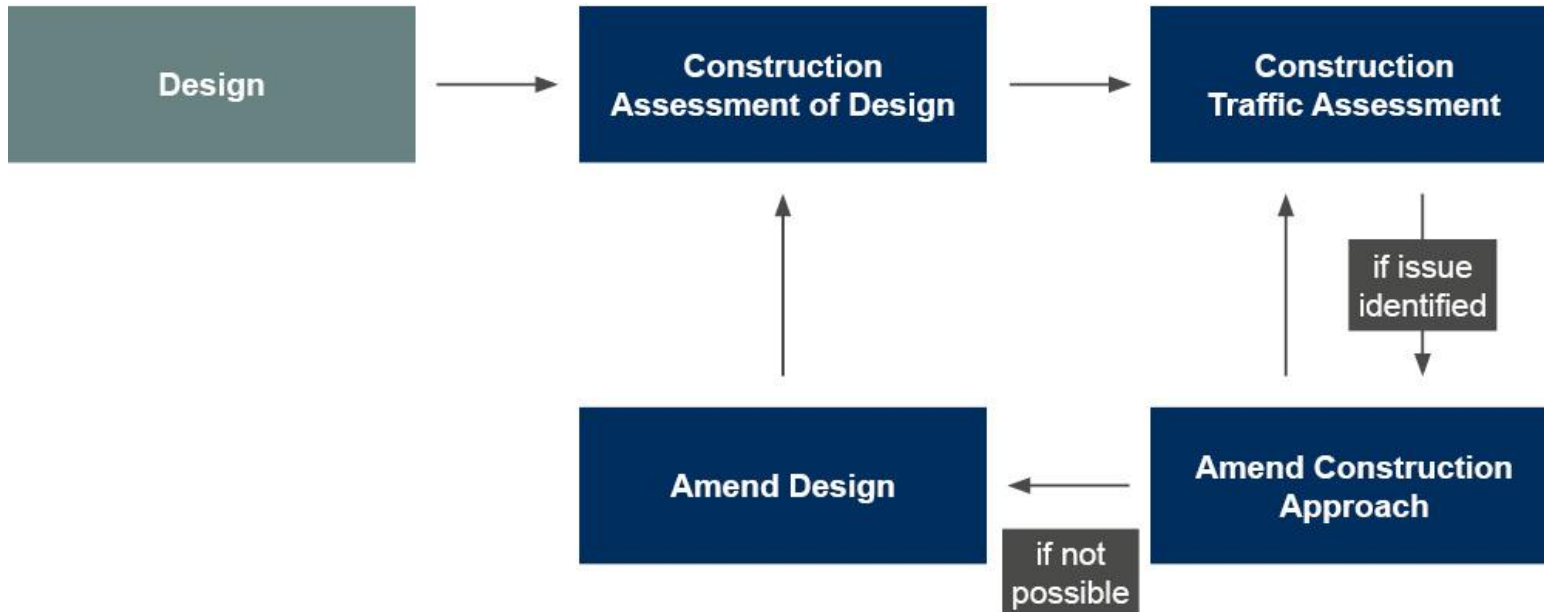 Design
Construction
Assessment of Design
Construction
Traffic Assessment
if issue
identified
Amend Design
Amend Construction
Approach
if not
possible